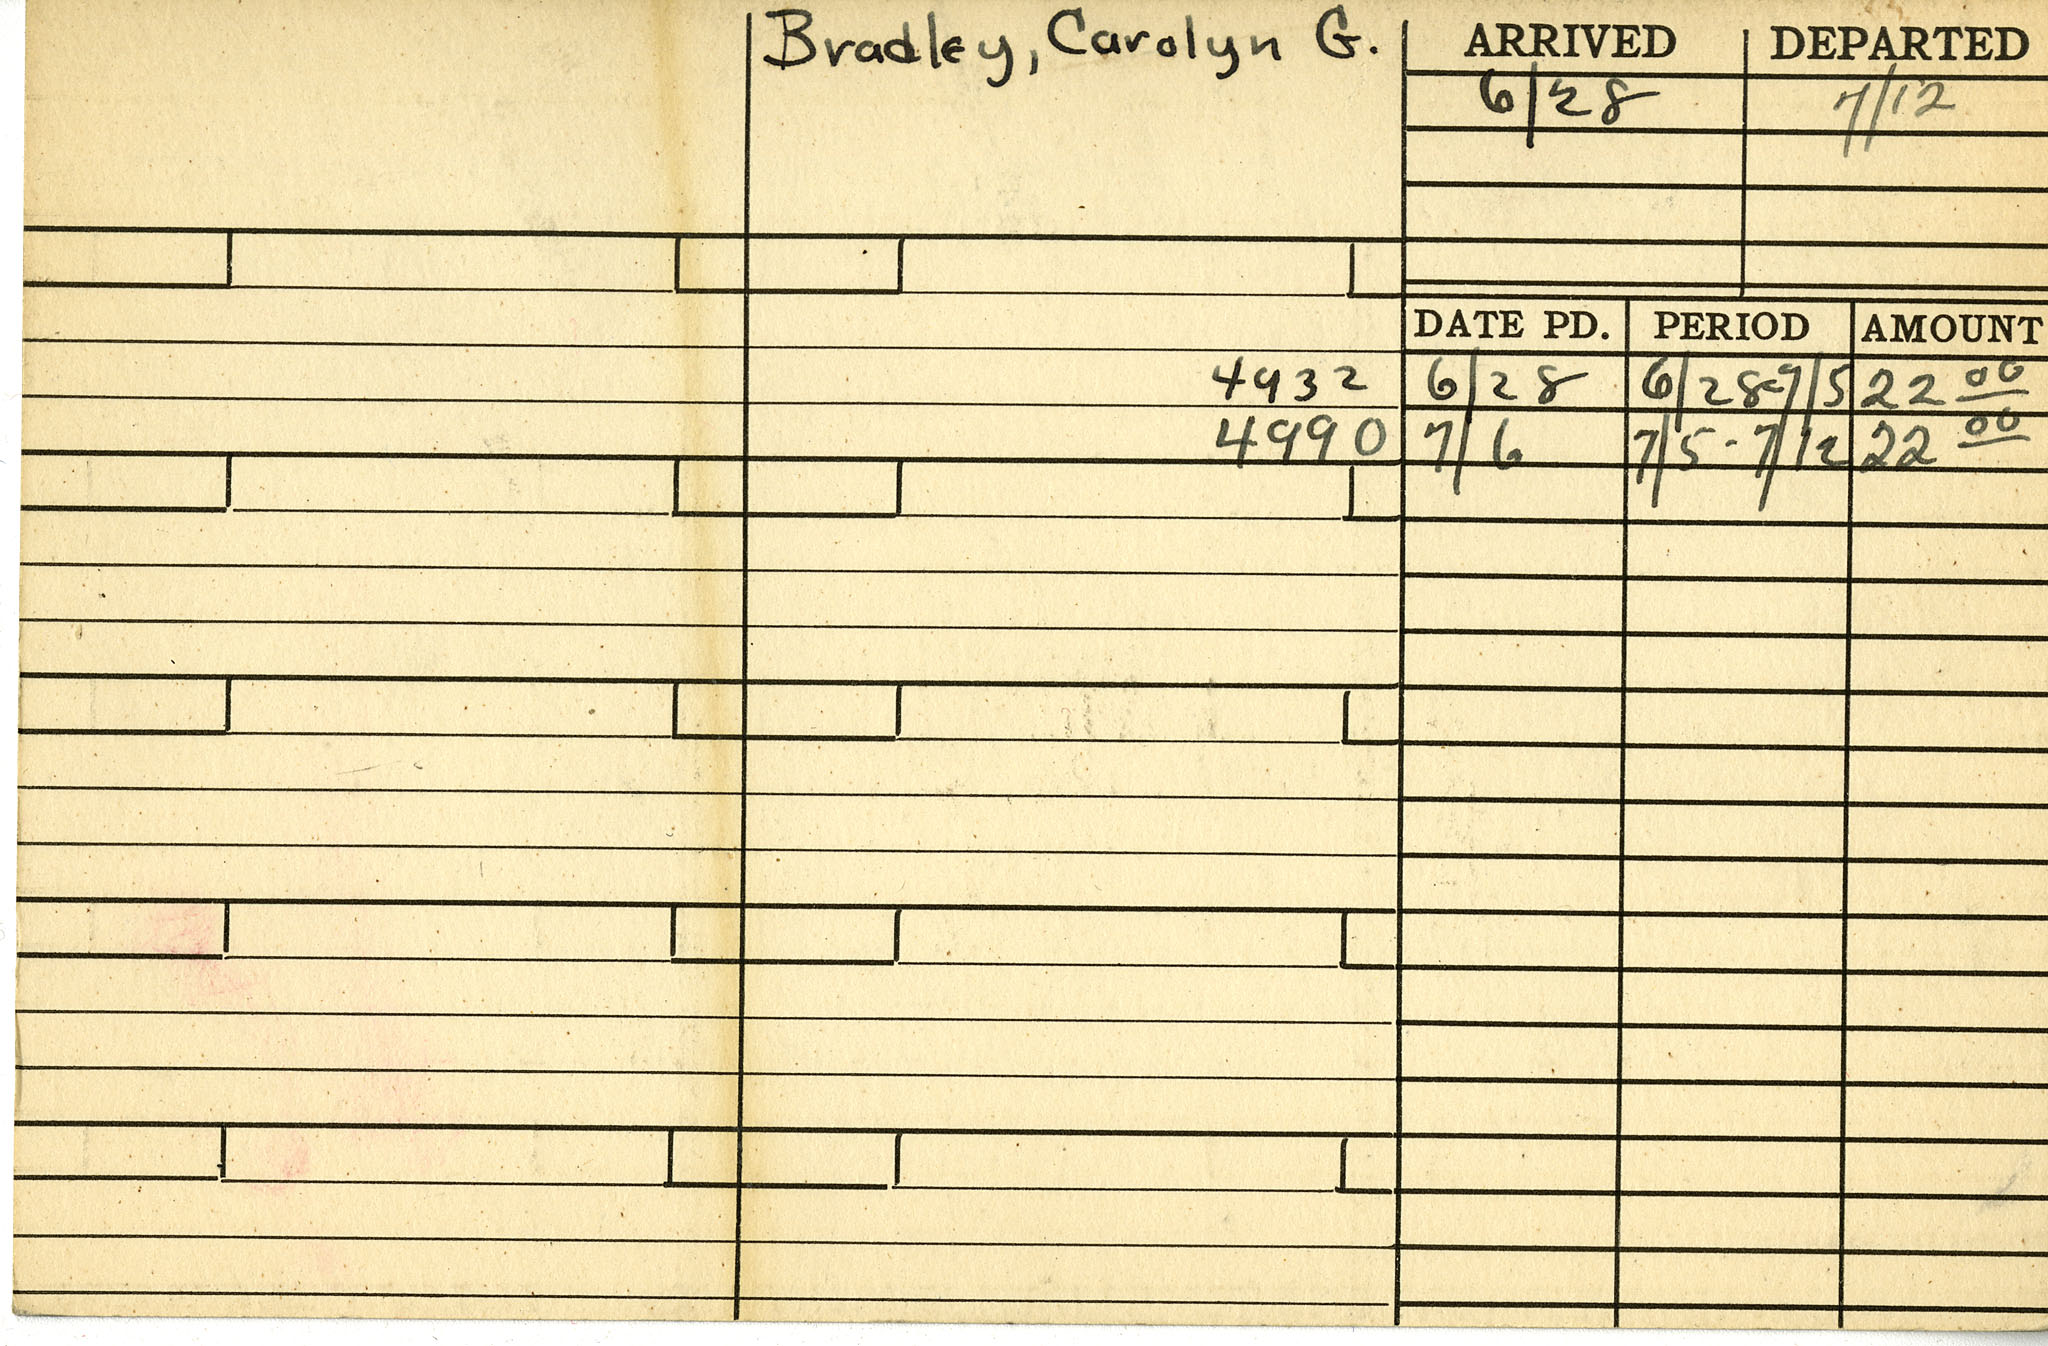 Bradley, Carolyn G. ARRIVED DEPARTED
6/28 7/12
DATE PD. PERIOD AMOUNT
4932 6/28 6/28-7/5 22 00
4990 7/6 7/5-7/12 22 00